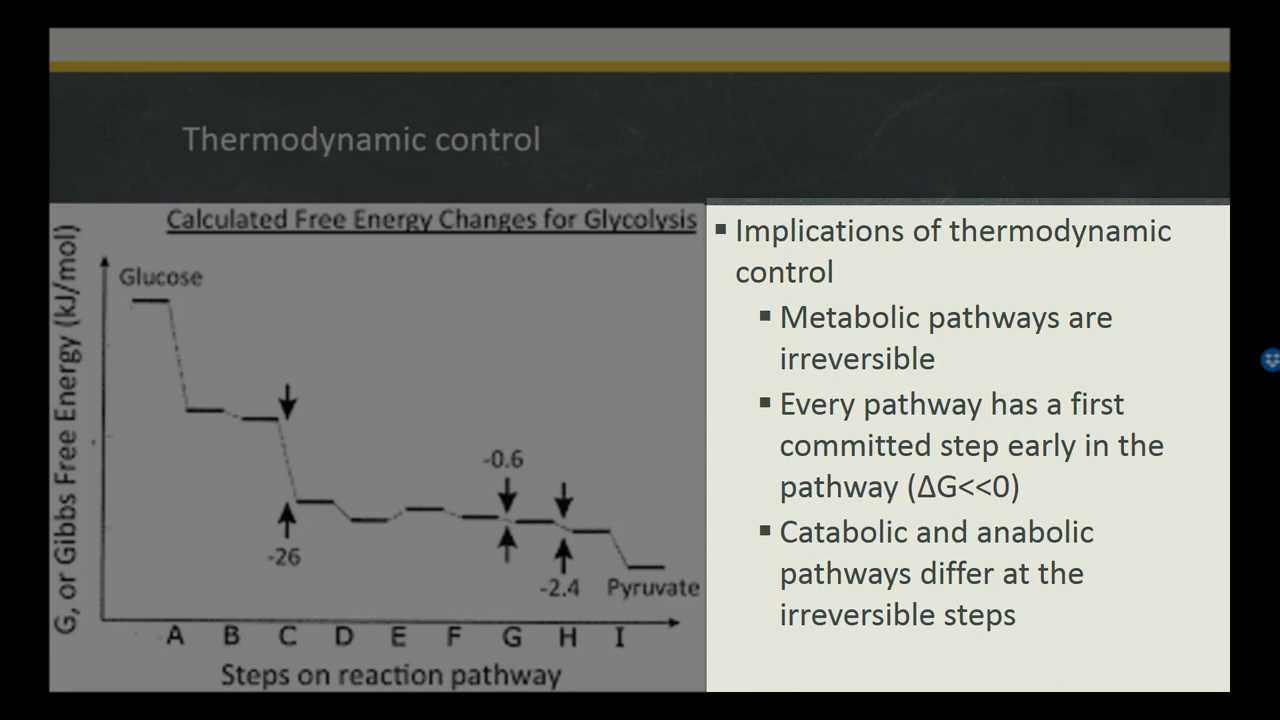 Thermodynamic control
Calculated Free Energy Changes for Glycolysis
G, or Gibbs Free Energy (kJ/mol)
Glucose
-0.6
-26
-2.4
Pyruvate
A B C D E F G H I
Steps on reaction pathway
▪ Implications of thermodynamic
control
▪ Metabolic pathways are
irreversible
▪ Every pathway has a first
committed step early in the
pathway (ΔG<<0)
▪ Catabolic and anabolic
pathways differ at the
irreversible steps